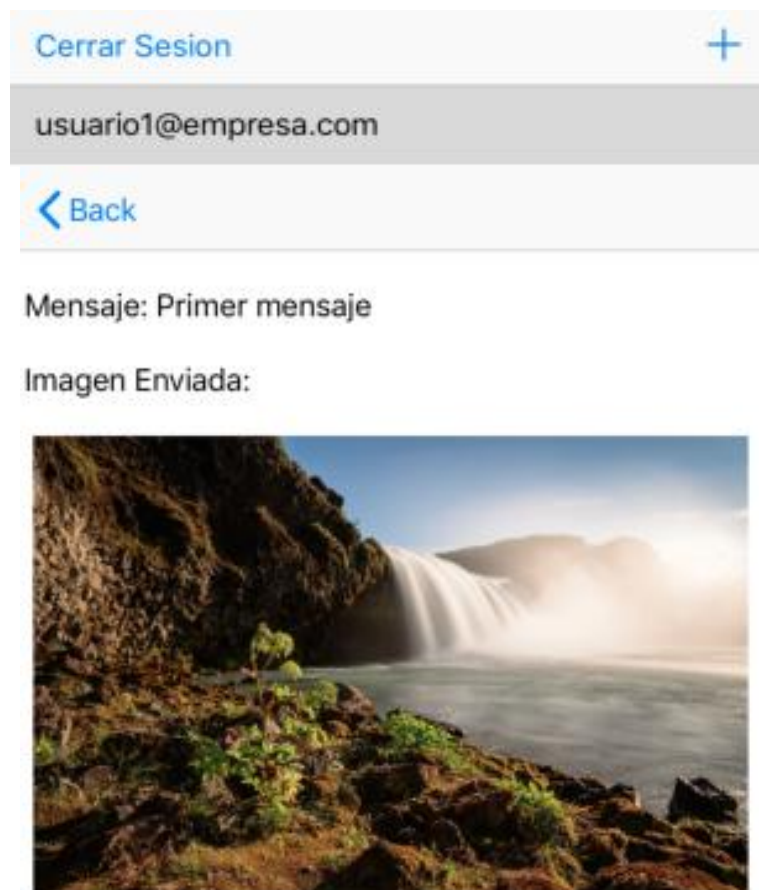 Cerrar Sesion +
usuario1@empresa.com
Back
Mensaje: Primer mensaje
Imagen Enviada: